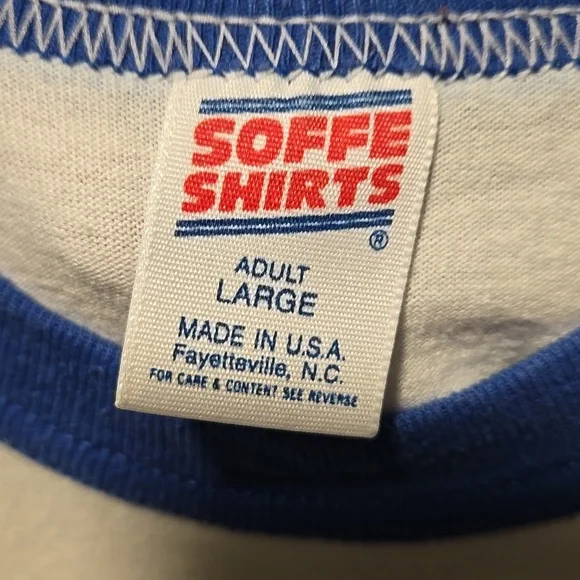 SOFFE
SHIRTS
®
ADULT
LARGE
MADE IN U.S.A.
Fayetteville, N.C.
FOR CARE & CONTENT SEE REVERSE